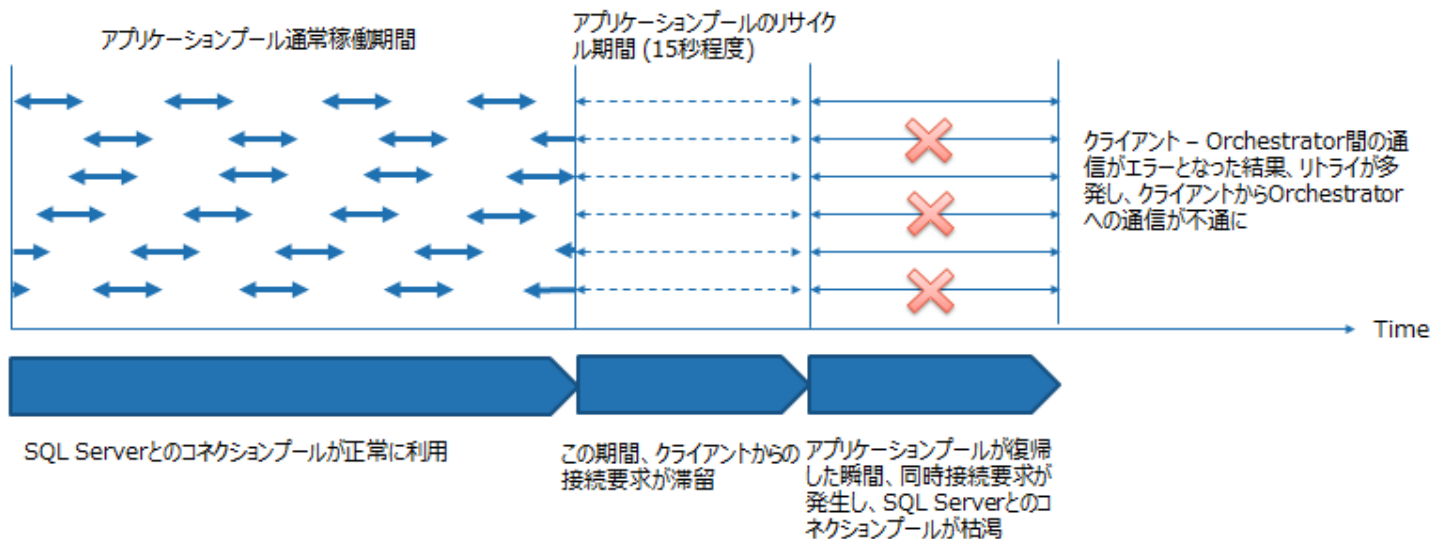 アプリケーションプール通常稼働期間
アプリケーションプールのリサイク
ル期間 (15秒程度)
クライアント – Orchestrator間の通
信がエラーとなった結果、リトライが多
発し、クライアントからOrchestrator
への通信が不通に
Time
SQL Serverとのコネクションプールが正常に利用
この期間、クライアントからの
接続要求が滞留
アプリケーションプールが復帰
した瞬間、同時接続要求が
発生し、SQL Serverとのコ
ネクションプールが枯渇